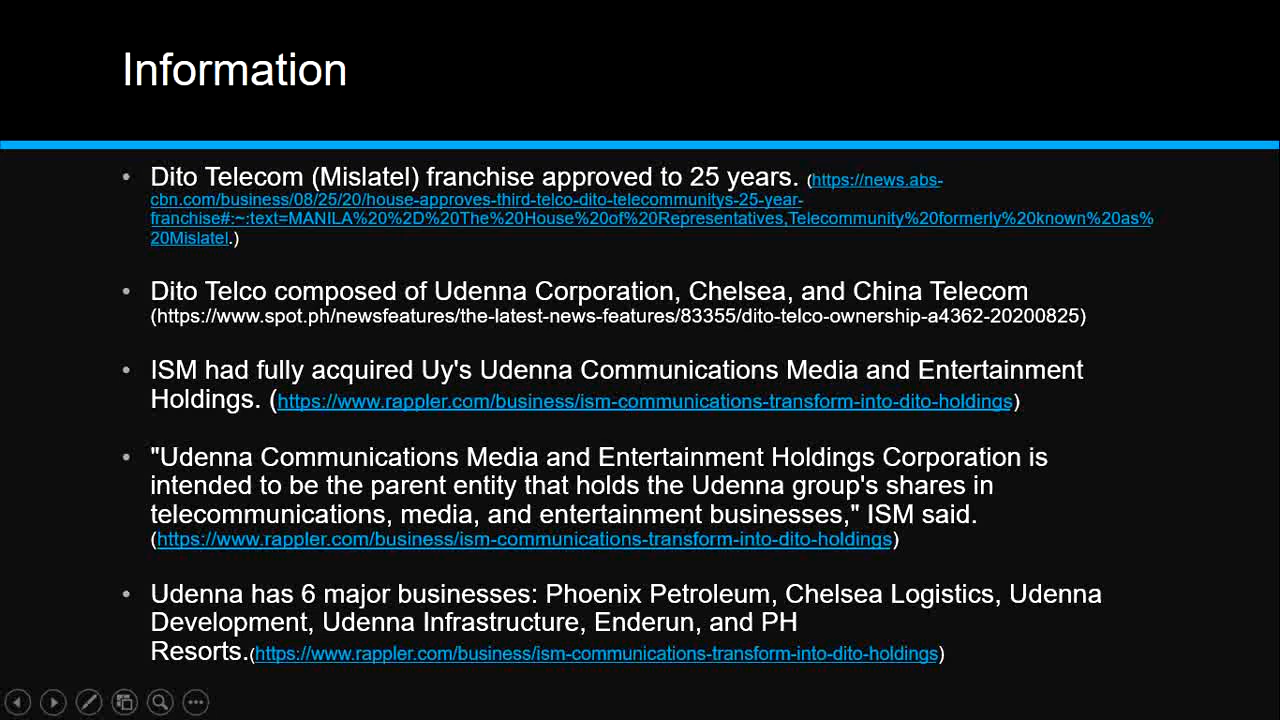 Information
• Dito Telecom (Mislatel) franchise approved to 25 years. (https://news.abs-
cbn.com/business/08/25/20/house-approves-third-telco-dito-telecommunitys-25-year-
franchise#:~:text=MANILA%20%2D%20The%20House%20of%20Representatives,Telecommunity%20formerly%20known%20as%
20Mislatel.)
• Dito Telco composed of Udenna Corporation, Chelsea, and China Telecom
(https://www.spot.ph/newsfeatures/the-latest-news-features/83355/dito-telco-ownership-a4362-20200825)
• ISM had fully acquired Uy's Udenna Communications Media and Entertainment
Holdings. (https://www.rappler.com/business/ism-communications-transform-into-dito-holdings)
• "Udenna Communications Media and Entertainment Holdings Corporation is
intended to be the parent entity that holds the Udenna group's shares in
telecommunications, media, and entertainment businesses," ISM said.
(https://www.rappler.com/business/ism-communications-transform-into-dito-holdings)
• Udenna has 6 major businesses: Phoenix Petroleum, Chelsea Logistics, Udenna
Development, Udenna Infrastructure, Enderun, and PH
Resorts.(https://www.rappler.com/business/ism-communications-transform-into-dito-holdings)